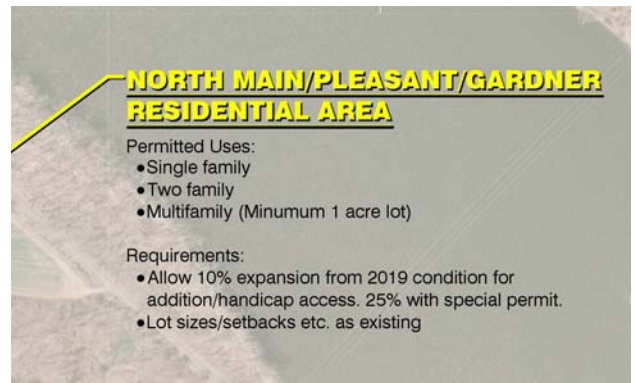 NORTH MAIN/PLEASANT/GARDNER
RESIDENTIAL AREA
Permitted Uses:
•Single family
•Two family
•Multifamily (Minumum 1 acre lot)
Requirements:
•Allow 10% expansion from 2019 condition for
addition/handicap access. 25% with special permit.
•Lot sizes/setbacks etc. as existing